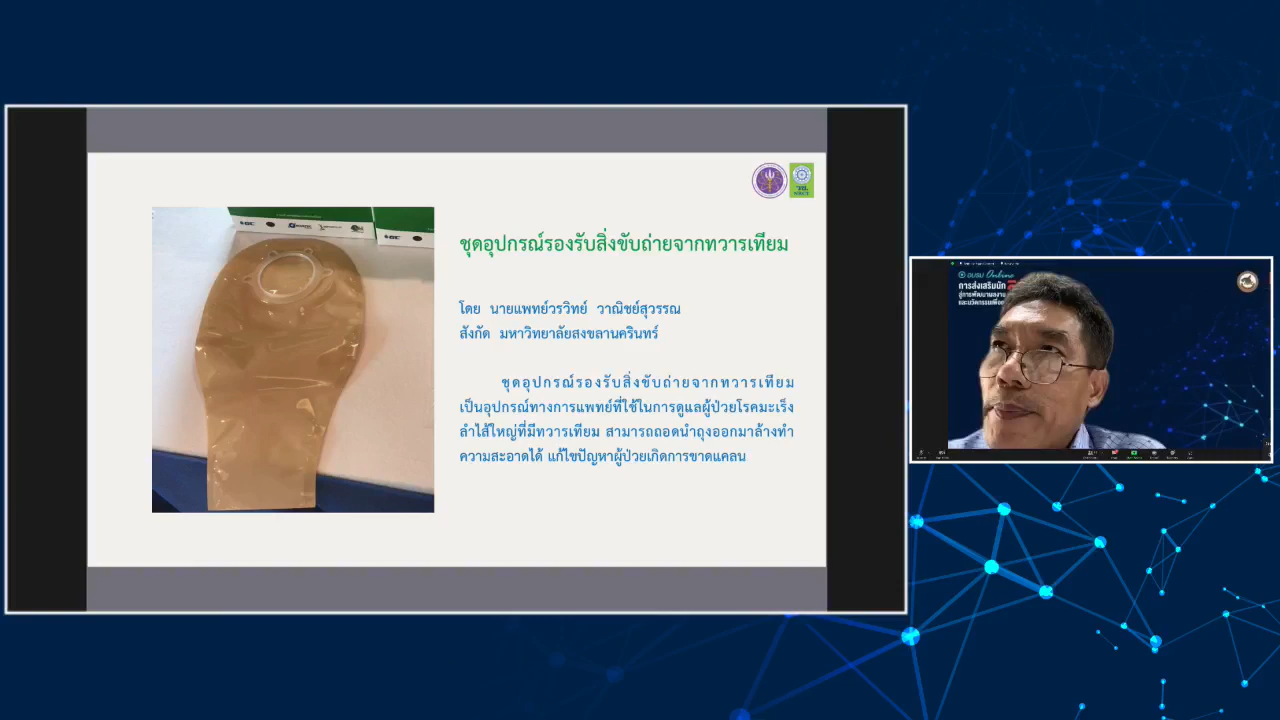 ชุดอุปกรณ์รองรับสิ่งขับถ่ายจากทวารเทียม
โดย นายแพทย์วรวิทย์ วาณิชย์สุวรรณ
สังกัด มหาวิทยาลัยสงขลานครินทร์
ชุดอุปกรณ์รองรับสิ่งขับถ่ายจากทวารเทียม
เป็นอุปกรณ์ทางการแพทย์ที่ใช้ในการดูแลผู้ป่วยโรคมะเร็ง
ลำไส้ใหญ่ที่มีทวารเทียม สามารถถอดนำถุงออกมาล้างทำ
ความสะอาดได้ แก้ไขปัญหาผู้ป่วยเกิดการขาดแคลน
อบรม Online
การส่งเสริมนัก